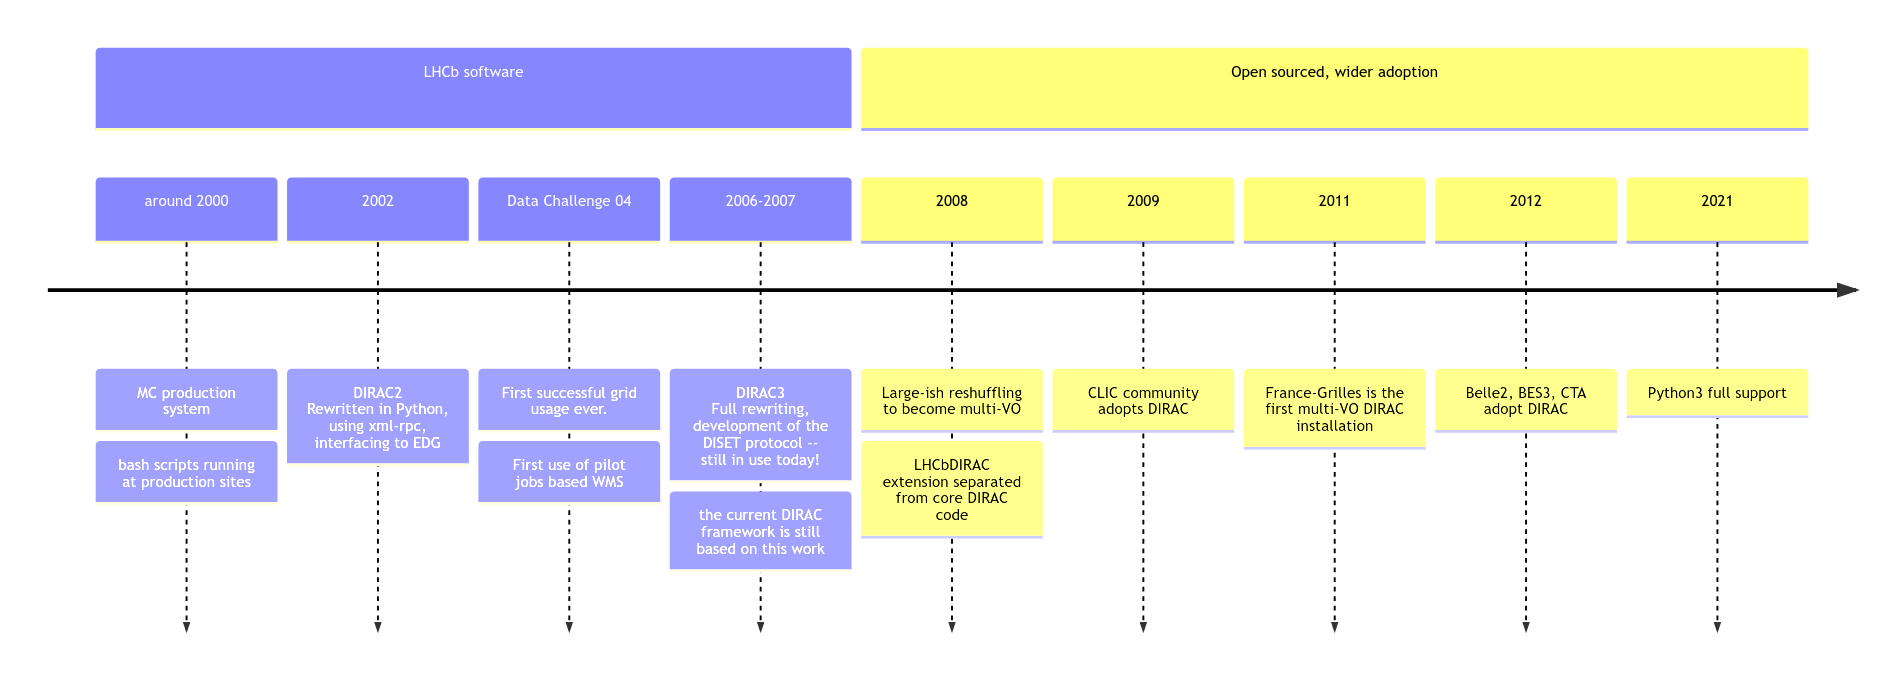 LHCb software
Open sourced, wider adoption
around 2000
2002
Data Challenge 04
2006-2007
2008
2009
2011
2012
2021
MC production
system
bash scripts running
at production sites
DIRAC2
Rewritten in Python,
using xml-rpc,
interfacing to EDG
First successful grid
usage ever.
First use of pilot
jobs based WMS
DIRAC3
Full rewriting,
development of the
DISET protocol --
still in use today!
the current DIRAC
framework is still
based on this work
Large-ish reshuffling
to become multi-VO
LHCbDIRAC
extension separated
from core DIRAC
code
CLIC community
adopts DIRAC
France-Grilles is the
first multi-VO DIRAC
installation
Belle2, BES3, CTA
adopt DIRAC
Python3 full support